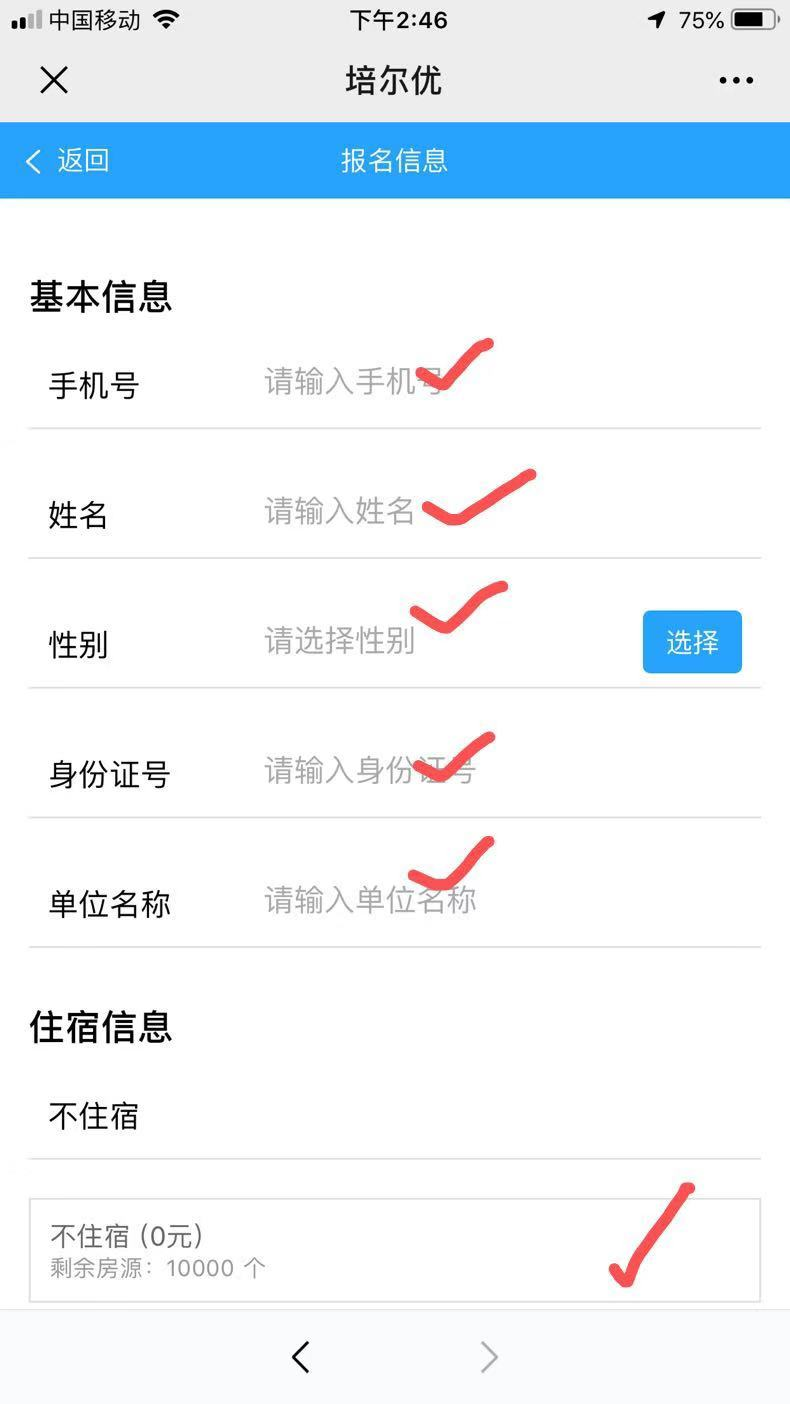 中国移动 下午2:46 75%
培尔优
返回 报名信息
基本信息
手机号 请输入手机号
姓名 请输入姓名
性别 请选择性别 选择
身份证号 请输入身份证号
单位名称 请输入单位名称
住宿信息
不住宿
不住宿 (0元)
剩余房源：10000 个